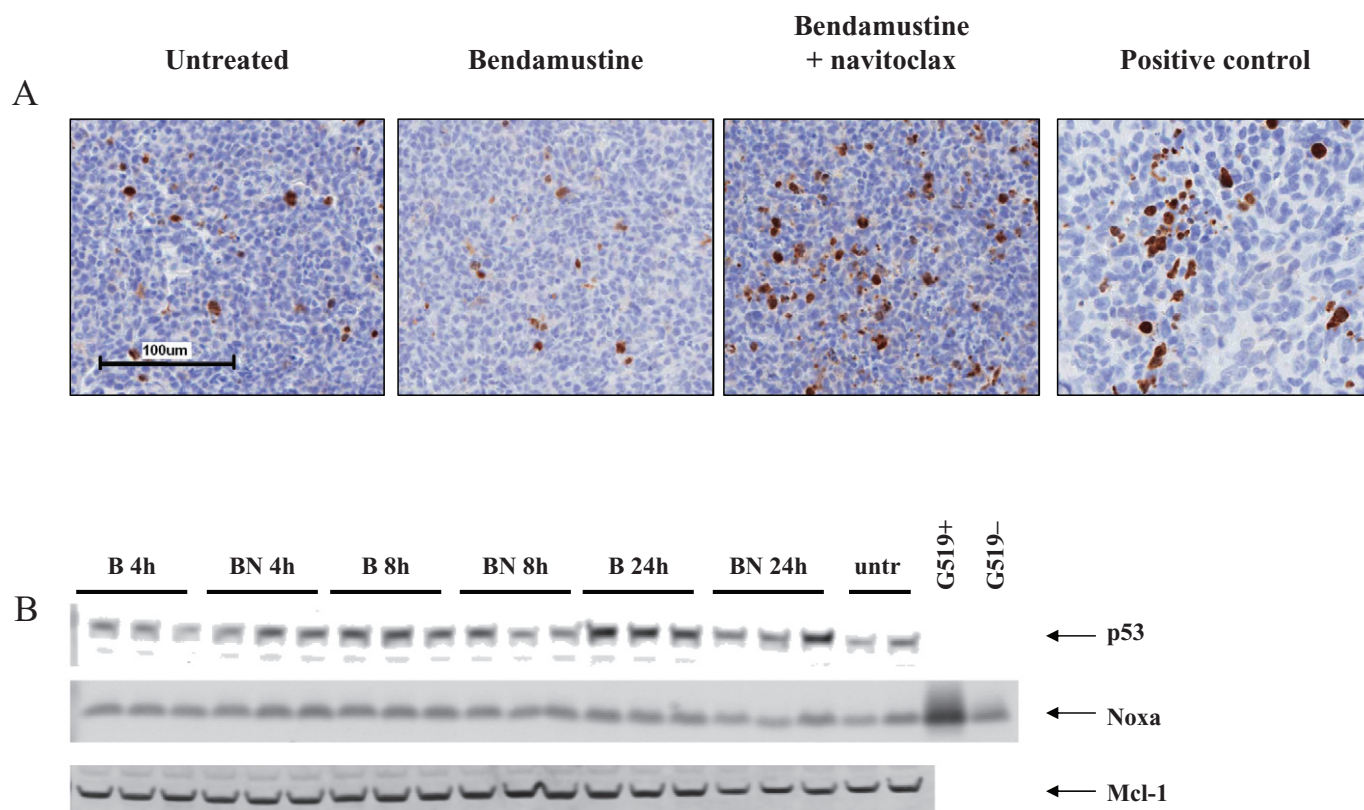 Untreated
Bendamustine
Bendamustine
+ navitoclax
Positive control
A
100um
B
B 4h
BN 4h
B 8h
BN 8h
B 24h
BN 24h
untr
G519+
G519–
p53
Noxa
Mcl-1